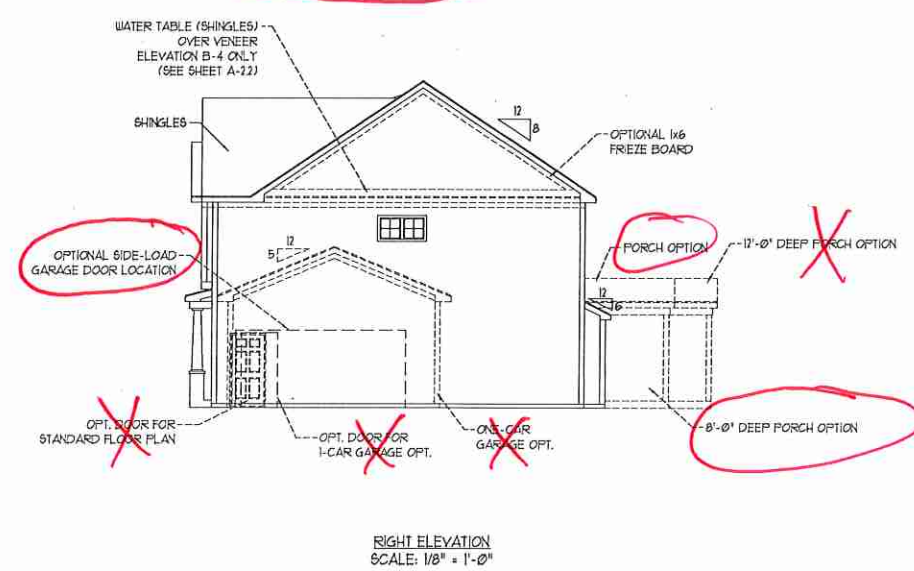 WATER TABLE (SHINGLES)
OVER VENEER
ELEVATION B-4 ONLY
(SEE SHEET A-2.2)
SHINGLES
12
8
OPTIONAL 1x6
FRIEZE BOARD
OPTIONAL SIDE-LOAD
GARAGE DOOR LOCATION
12
5
PORCH OPTION
12'-0" DEEP PORCH OPTION
12
6
OPT. DOOR FOR
STANDARD FLOOR PLAN
OPT. DOOR FOR
1-CAR GARAGE OPT.
ONE-CAR
GARAGE OPT.
8'-0" DEEP PORCH OPTION
RIGHT ELEVATION
SCALE: 1/8" = 1'-0"